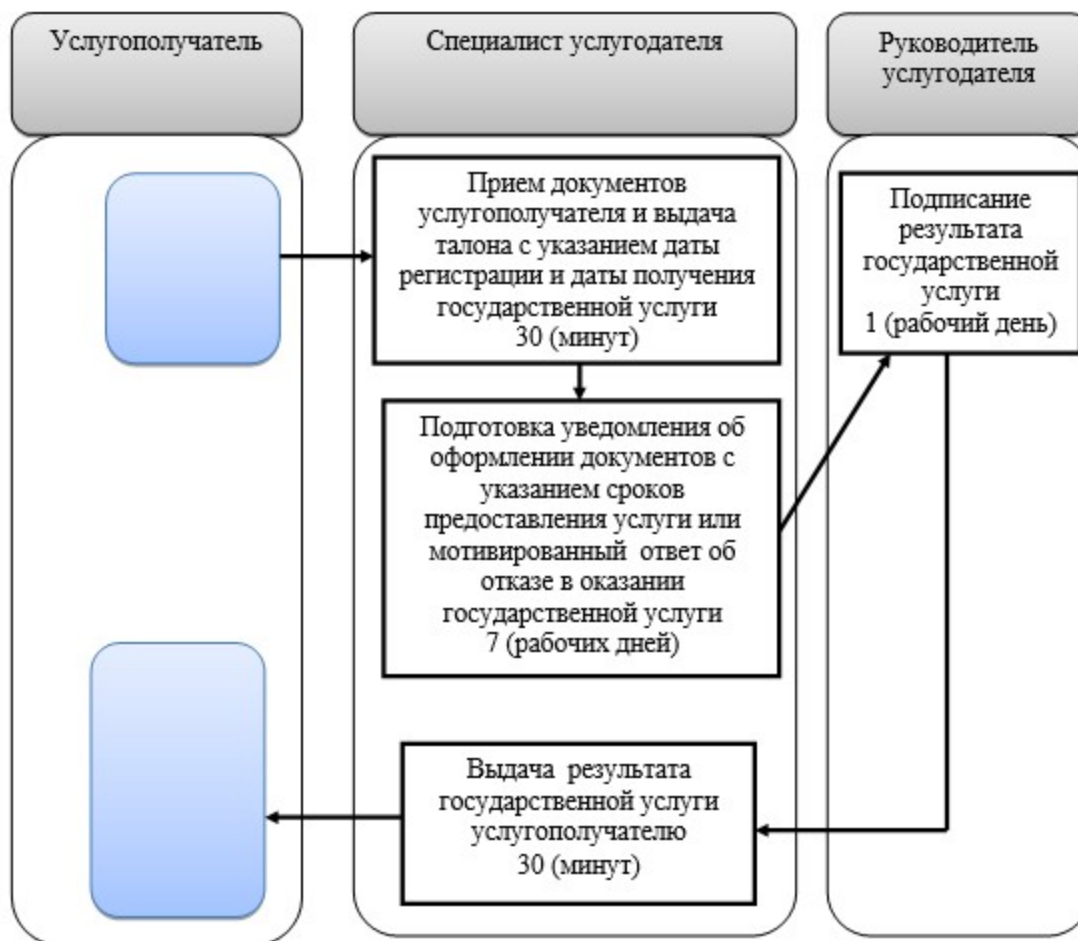 Услугополучатель
Специалист услугодателя
Руководитель
услугодателя
Прием документов
услугополучателя и выдача
талона с указанием даты
регистрации и даты получения
государственной услуги
30 (минут)
Подготовка уведомления об
оформлении документов с
указанием сроков
предоставления услуги или
мотивированный ответ об
отказе в оказании
государственной услуги
7 (рабочих дней)
Подписание
результата
государственной
услуги
1 (рабочий день)
Выдача результата
государственной услуги
услугополучателю
30 (минут)